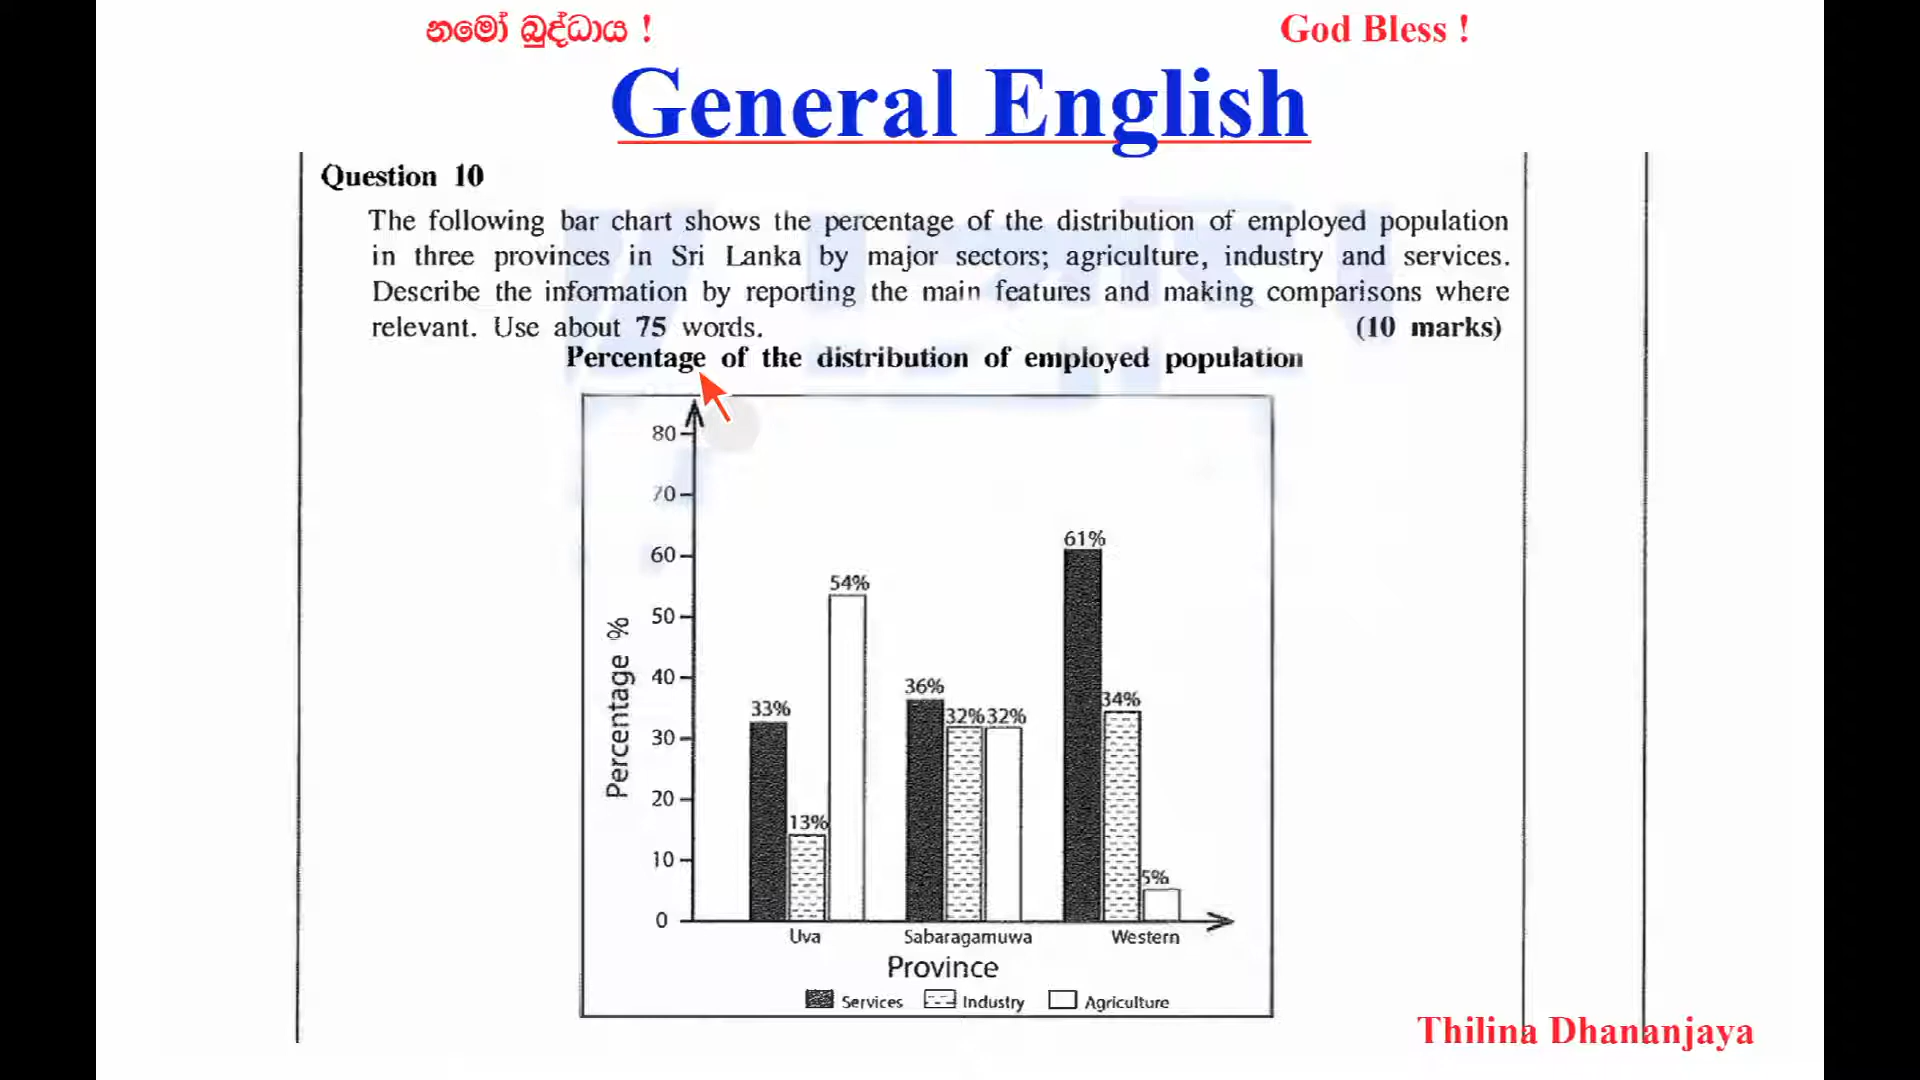 නමෝ බුද්ධාය !
God Bless !
General English
Question 10
The following bar chart shows the percentage of the distribution of employed population
in three provinces in Sri Lanka by major sectors; agriculture, industry and services.
Describe the information by reporting the main features and making comparisons where
relevant. Use about 75 words. (10 marks)
Percentage of the distribution of employed population
80
70
60
50
40
30
20
10
0
Percentage %
33%
13%
54%
36%
32%
32%
61%
34%
5%
Uva
Sabaragamuwa
Western
Province
Services
Industry
Agriculture
Thilina Dhananjaya